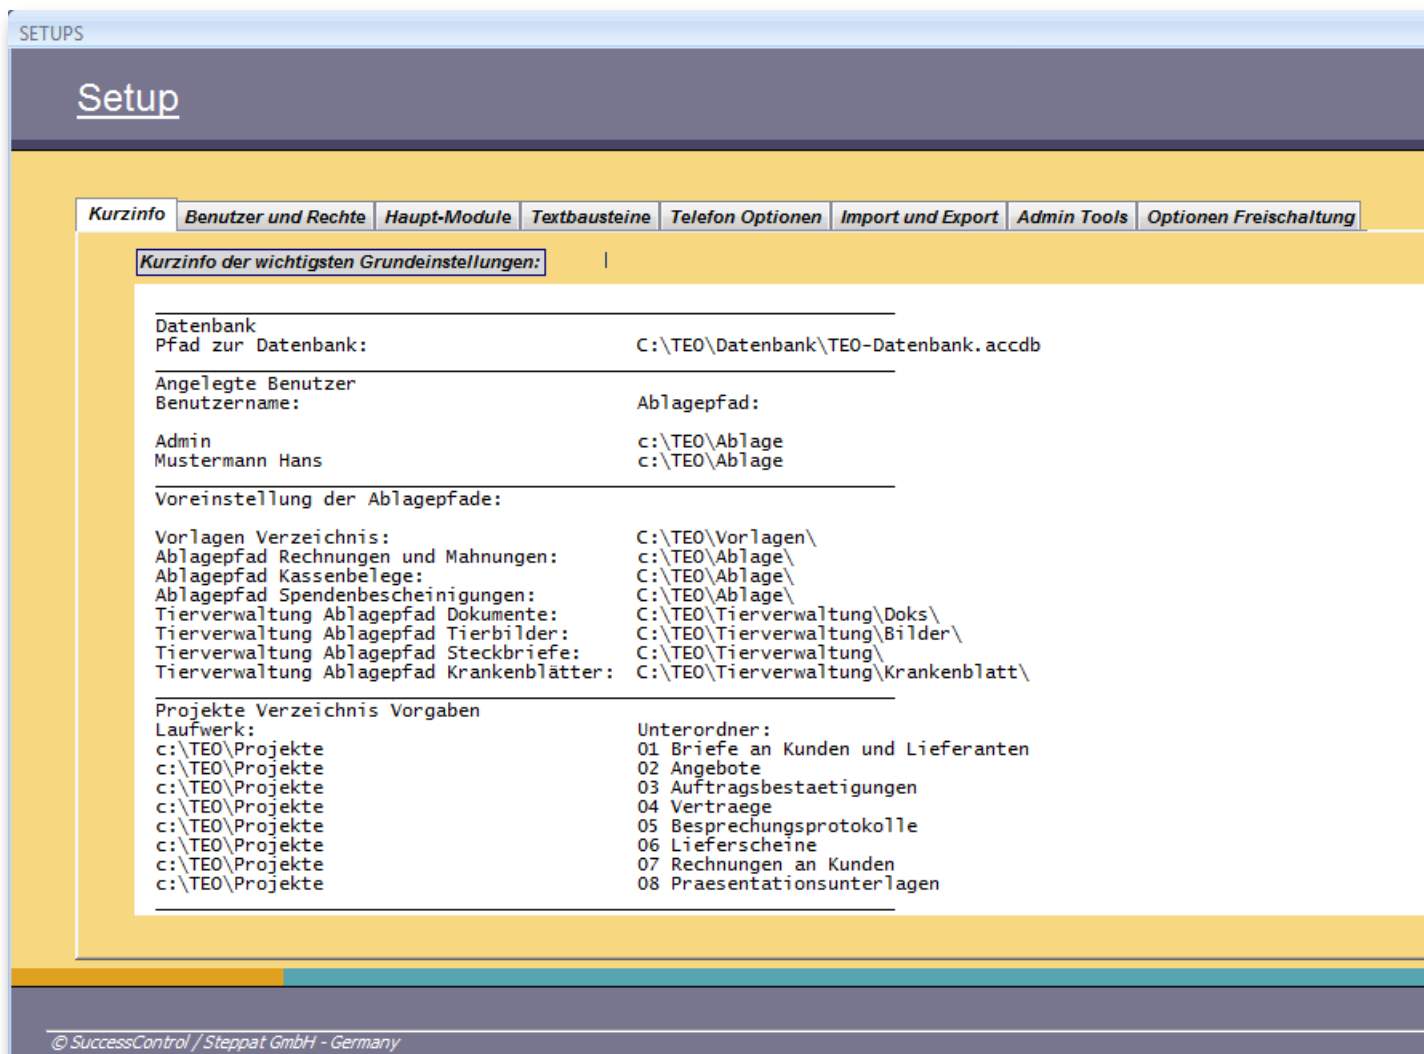 SETUPS
Setup
Kurzinfo Benutzer und Rechte Haupt-Module Textbausteine Telefon Optionen Import und Export Admin Tools Optionen Freischaltung
Kurzinfo der wichtigsten Grundeinstellungen:
Datenbank
Pfad zur Datenbank: C:\TEO\Datenbank\TEO-Datenbank.accdb
Angelegte Benutzer
Benutzername: Ablagepfad:
Admin c:\TEO\Ablage
Mustermann Hans c:\TEO\Ablage
Voreinstellung der Ablagepfade:
Vorlagen Verzeichnis: C:\TEO\Vorlagen\
Ablagepfad Rechnungen und Mahnungen: c:\TEO\Ablage\
Ablagepfad Kassenbelege: C:\TEO\Ablage\
Ablagepfad Spendenbescheinigungen: C:\TEO\Ablage\
Tierverwaltung Ablagepfad Dokumente: C:\TEO\Tierverwaltung\Doks\
Tierverwaltung Ablagepfad Tierbilder: C:\TEO\Tierverwaltung\Bilder\
Tierverwaltung Ablagepfad Steckbriefe: C:\TEO\Tierverwaltung\
Tierverwaltung Ablagepfad Krankenblätter: C:\TEO\Tierverwaltung\Krankenblatt\
Projekte Verzeichnis Vorgaben
Laufwerk: Unterordner:
c:\TEO\Projekte 01 Briefe an Kunden und Lieferanten
c:\TEO\Projekte 02 Angebote
c:\TEO\Projekte 03 Auftragsbestaetigungen
c:\TEO\Projekte 04 Vertraege
c:\TEO\Projekte 05 Besprechungsprotokolle
c:\TEO\Projekte 06 Lieferscheine
c:\TEO\Projekte 07 Rechnungen an Kunden
c:\TEO\Projekte 08 Praesentationsunterlagen
© SuccessControl / Steppat GmbH - Germany